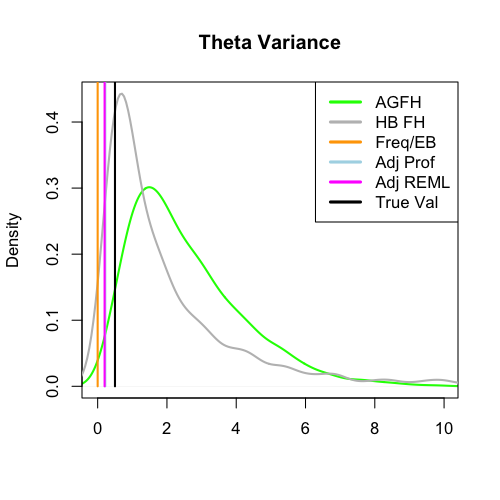 Theta Variance
AGFH
HB FH
Freq/EB
Adj Prof
Adj REML
True Val
Density
0.4
0.3
0.2
0.1
0.0
0 2 4 6 8 10